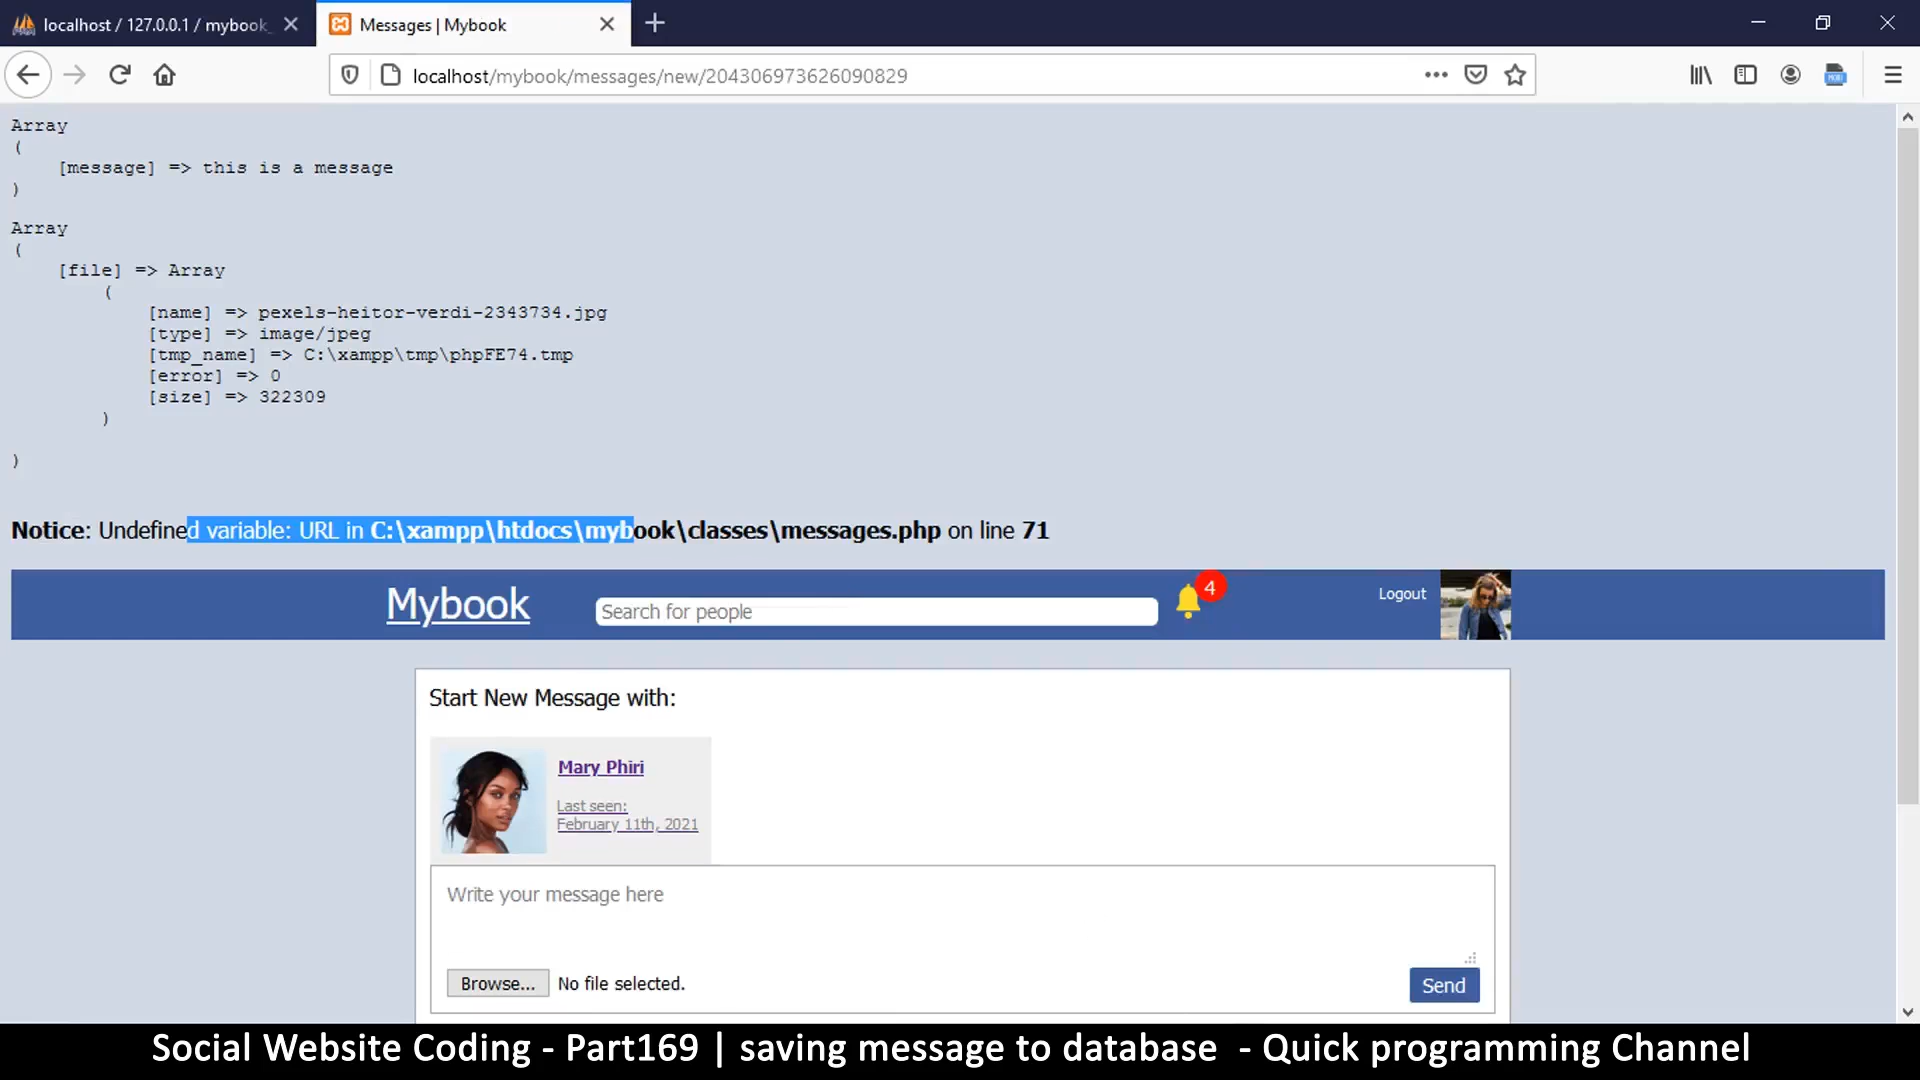 localhost / 127.0.0.1 / mybook_
Messages | Mybook
localhost/mybook/messages/new/204306973626090829
Array
(
[message] => this is a message
)
Array
(
[file] => Array
(
[name] => pexels-heitor-verdi-2343734.jpg
[type] => image/jpeg
[tmp_name] => C:\xampp\tmp\phpFE74.tmp
[error] => 0
[size] => 322309
)
)
Notice: Undefined variable: URL in C:\xampp\htdocs\mybook\classes\messages.php on line 71
Mybook
Search for people
4
Logout
Start New Message with:
Mary Phiri
Last seen:
February 11th, 2021
Write your message here
Browse... No file selected.
Send
Social Website Coding - Part169 | saving message to database - Quick programming Channel